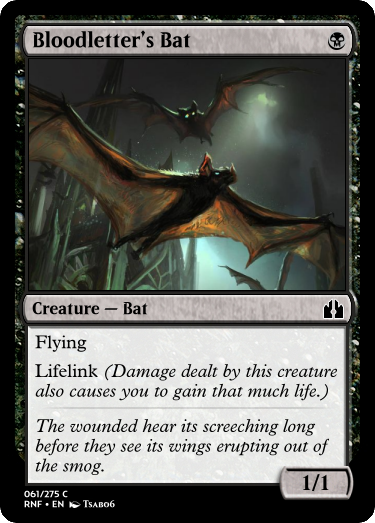 Bloodletter's Bat
Creature — Bat
Flying
Lifelink (Damage dealt by this creature
also causes you to gain that much life.)
The wounded hear its screeching long
before they see its wings erupting out of
the smog.
1/1
061/275 C
RNF • EN Tsabo6